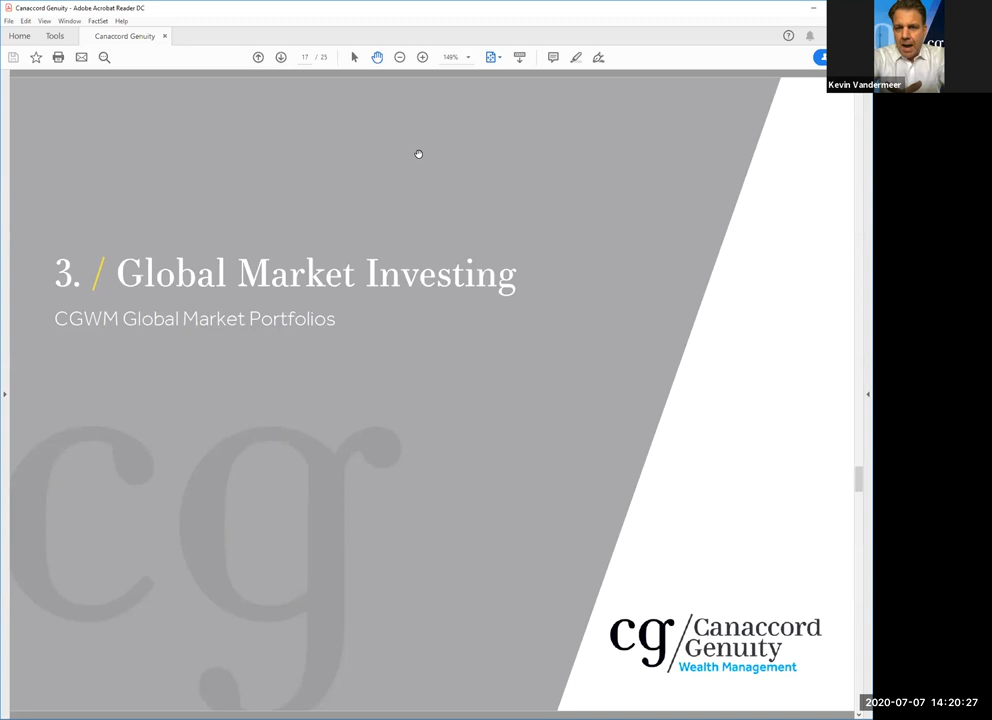 Canaccord Genuity - Adobe Acrobat Reader DC
File Edit View Window FactSet Help
Home Tools Canaccord Genuity ×
17 / 25 149%
Kevin Vandermeer
3. / Global Market Investing
CGWM Global Market Portfolios
cg
cg/Canaccord
Genuity
Wealth Management
2020-07-07 14:20:27